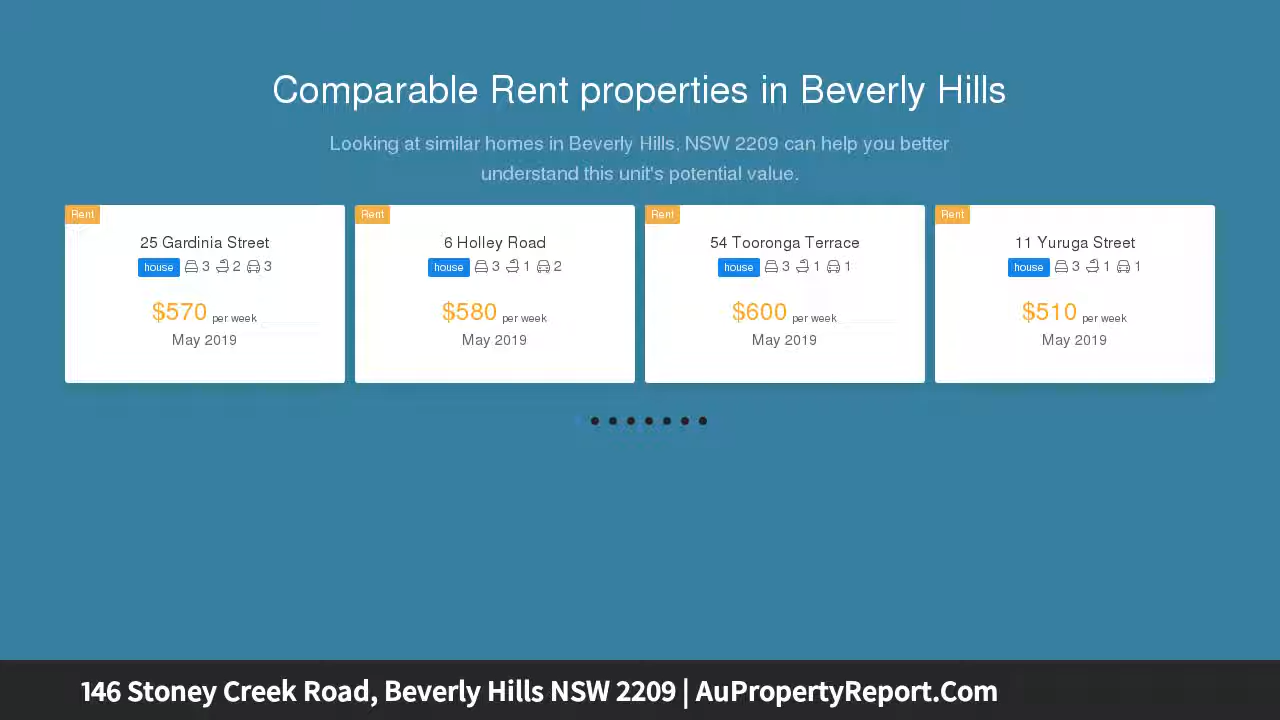 Comparable Rent properties in Beverly Hills
Looking at similar homes in Beverly Hills, NSW 2209 can help you better
understand this unit's potential value.
Rent
25 Gardinia Street
house 3 2 3
$570 per week
May 2019
Rent
6 Holley Road
house 3 1 2
$580 per week
May 2019
Rent
54 Tooronga Terrace
house 3 1 1
$600 per week
May 2019
Rent
11 Yuruga Street
house 3 1 1
$510 per week
May 2019
146 Stoney Creek Road, Beverly Hills NSW 2209 | AuPropertyReport.Com